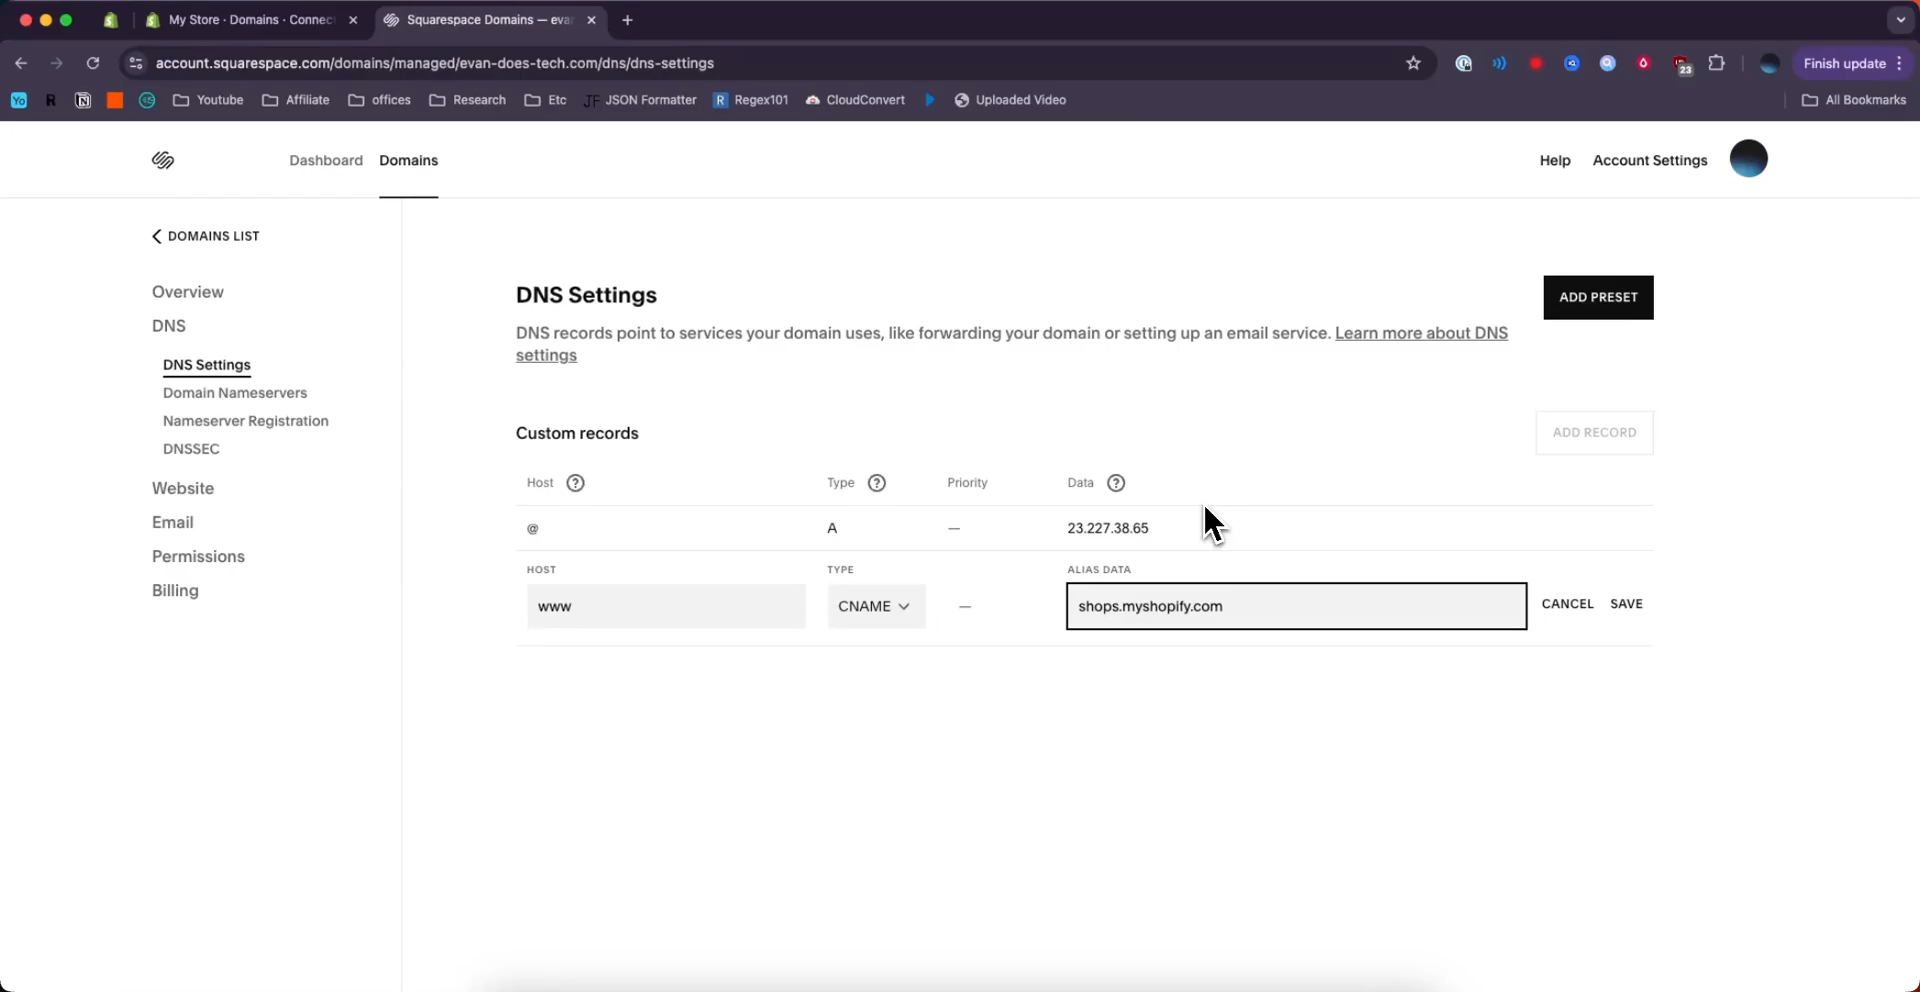 My Store · Domains · Connec
Squarespace Domains — eva
account.squarespace.com/domains/managed/evan-does-tech.com/dns/dns-settings
23
Finish update
Yo
R
Youtube
Affiliate
offices
Research
Etc
JF JSON Formatter
R Regex101
CloudConvert
Uploaded Video
All Bookmarks
Dashboard
Domains
Help
Account Settings
DOMAINS LIST
Overview
DNS
DNS Settings
Domain Nameservers
Nameserver Registration
DNSSEC
Website
Email
Permissions
Billing
DNS Settings
ADD PRESET
DNS records point to services your domain uses, like forwarding your domain or setting up an email service. Learn more about DNS
settings
Custom records
ADD RECORD
Host ? Type ? Priority Data ?
@ A — 23.227.38.65
HOST TYPE ALIAS DATA
www CNAME — shops.myshopify.com CANCEL SAVE